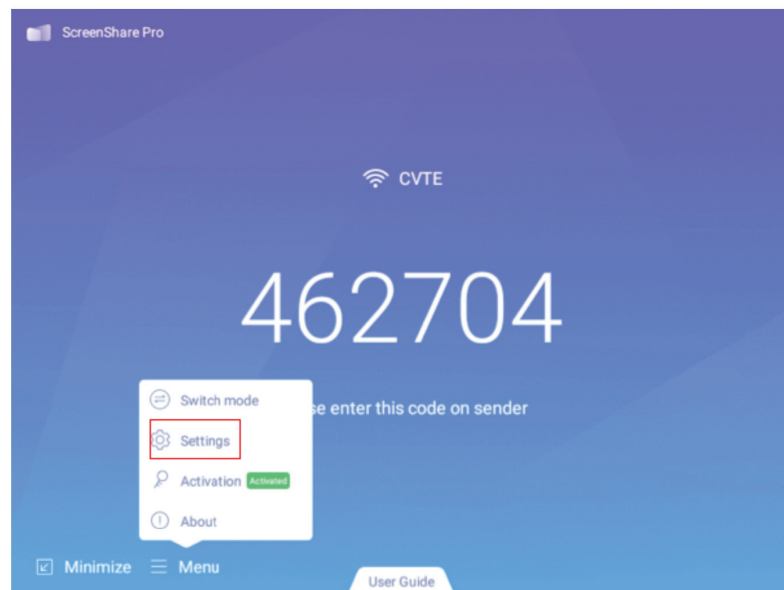 ScreenShare Pro
CVTE
462704
Switch mode
se enter this code on sender
Settings
Activation Activated
About
Minimize Menu
User Guide